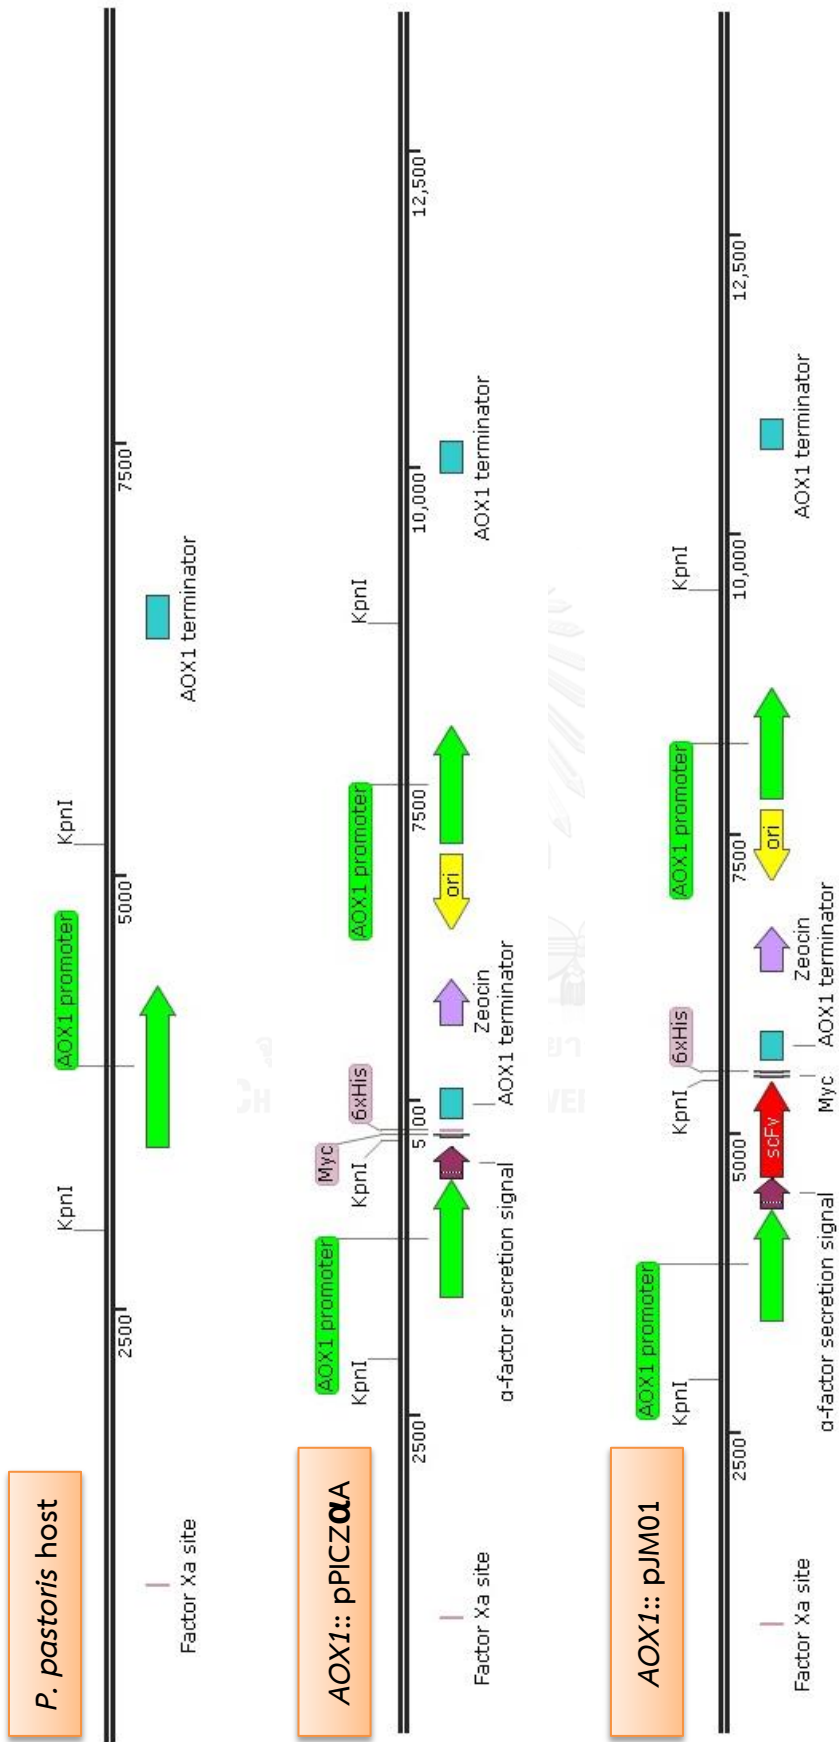 P. pastoris host
KpnI
AOX1 promoter
KpnI
2500
5000
7500
Factor Xa site
AOX1 terminator
AOX1:: pPICZαA
AOX1 promoter
KpnI
KpnI
Myc
6xHis
AOX1 promoter
KpnI
2500
5000
7500
10,000
12,500
ori
Factor Xa site
α-factor secretion signal
AOX1 terminator
Zeocin
AOX1 terminator
AOX1:: pJM01
AOX1 promoter
KpnI
KpnI
6xHis
AOX1 promoter
KpnI
2500
5000
7500
10,000
12,500
scFv
ori
Factor Xa site
α-factor secretion signal
Myc
AOX1 terminator
Zeocin
AOX1 terminator